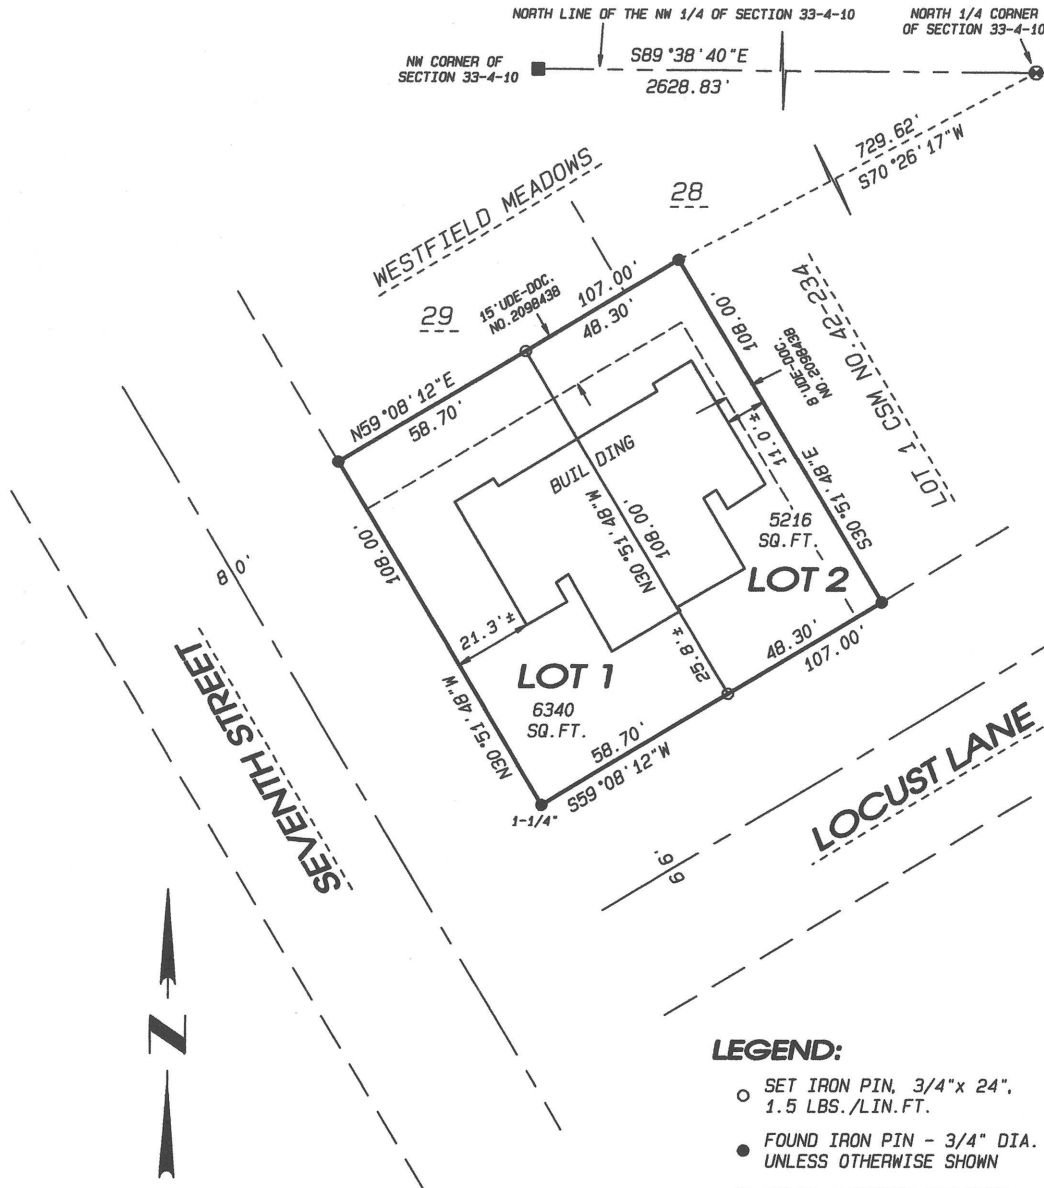 NORTH LINE OF THE NW 1/4 OF SECTION 33-4-10
NORTH 1/4 CORNER
OF SECTION 33-4-10
NW CORNER OF
SECTION 33-4-10
S89°38'40"E
2628.83'
729.62'
S70°26'17"W
WESTFIELD MEADOWS
28
29
15'UDE-DOC.
NO.2098438
107.00'
48.30'
N59°08'12"E
58.70'
108.00'
8'UDE-DOC.
NO.2098438
LOT 1 CSM NO.42-234
11.0'±
S30°51'48"E
BUILDING
N30°51'48"W
108.00'
5216
SQ.FT.
LOT 2
108.00'
80'
21.3'±
25.8'±
48.30'
107.00'
LOT 1
6340
SQ.FT.
N30°51'48"W
58.70'
S59°08'12"W
1-1/4"
SEVENTH STREET
LOCUST LANE
66'
N
LEGEND:
SET IRON PIN, 3/4"x 24",
1.5 LBS./LIN.FT.
FOUND IRON PIN - 3/4" DIA.
UNLESS OTHERWISE SHOWN